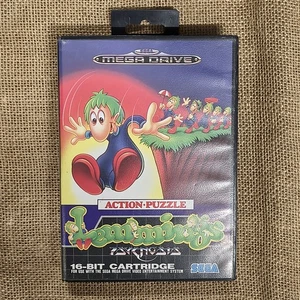 SEGA
MEGA DRIVE
ACTION-PUZZLE
Lemmings
PSYGNOSIS
16-BIT CARTRIDGE
FOR USE WITH THE SEGA MEGA DRIVE VIDEO ENTERTAINMENT SYSTEM
SEGA